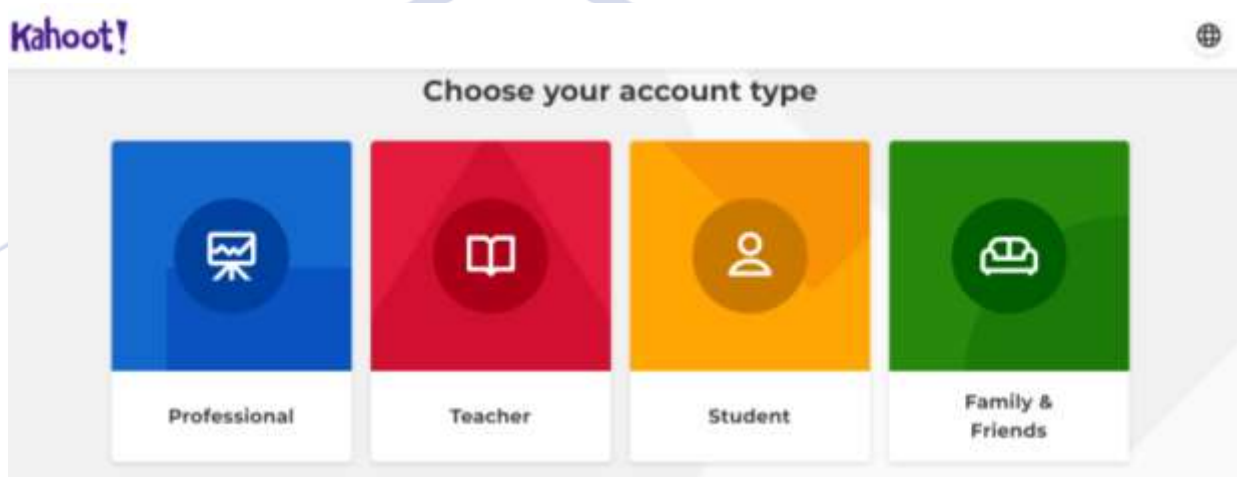 Kahoot!
Choose your account type
Professional
Teacher
Student
Family &
Friends